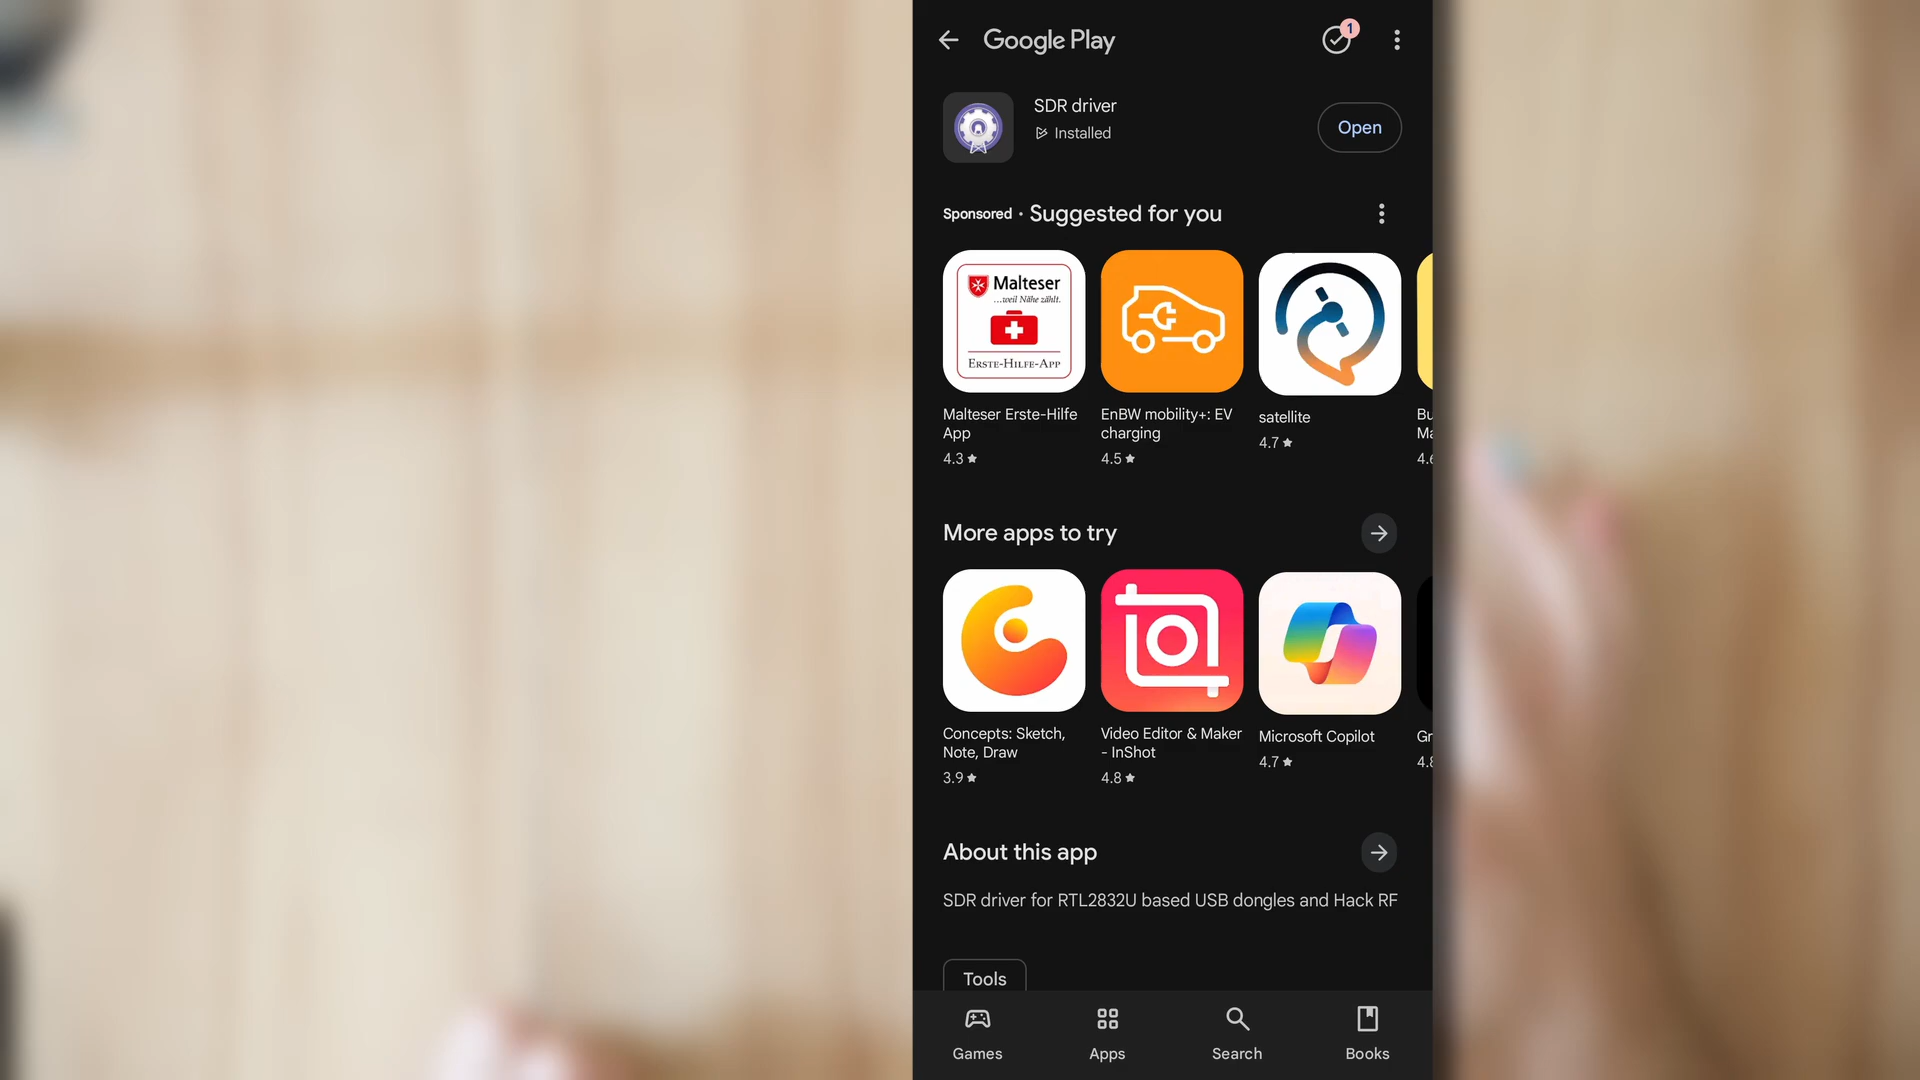 Google Play
1
SDR driver
Installed
Open
Sponsored • Suggested for you
Malteser
...weil Nähe zählt.
ERSTE-HILFE-APP
Malteser Erste-Hilfe
App
4.3
EnBW mobility+: EV
charging
4.5
satellite
4.7
Bu
Ma
4.6
More apps to try
Concepts: Sketch,
Note, Draw
3.9
Video Editor & Maker
- InShot
4.8
Microsoft Copilot
4.7
Gr
4.8
About this app
SDR driver for RTL2832U based USB dongles and Hack RF
Tools
Games
Apps
Search
Books